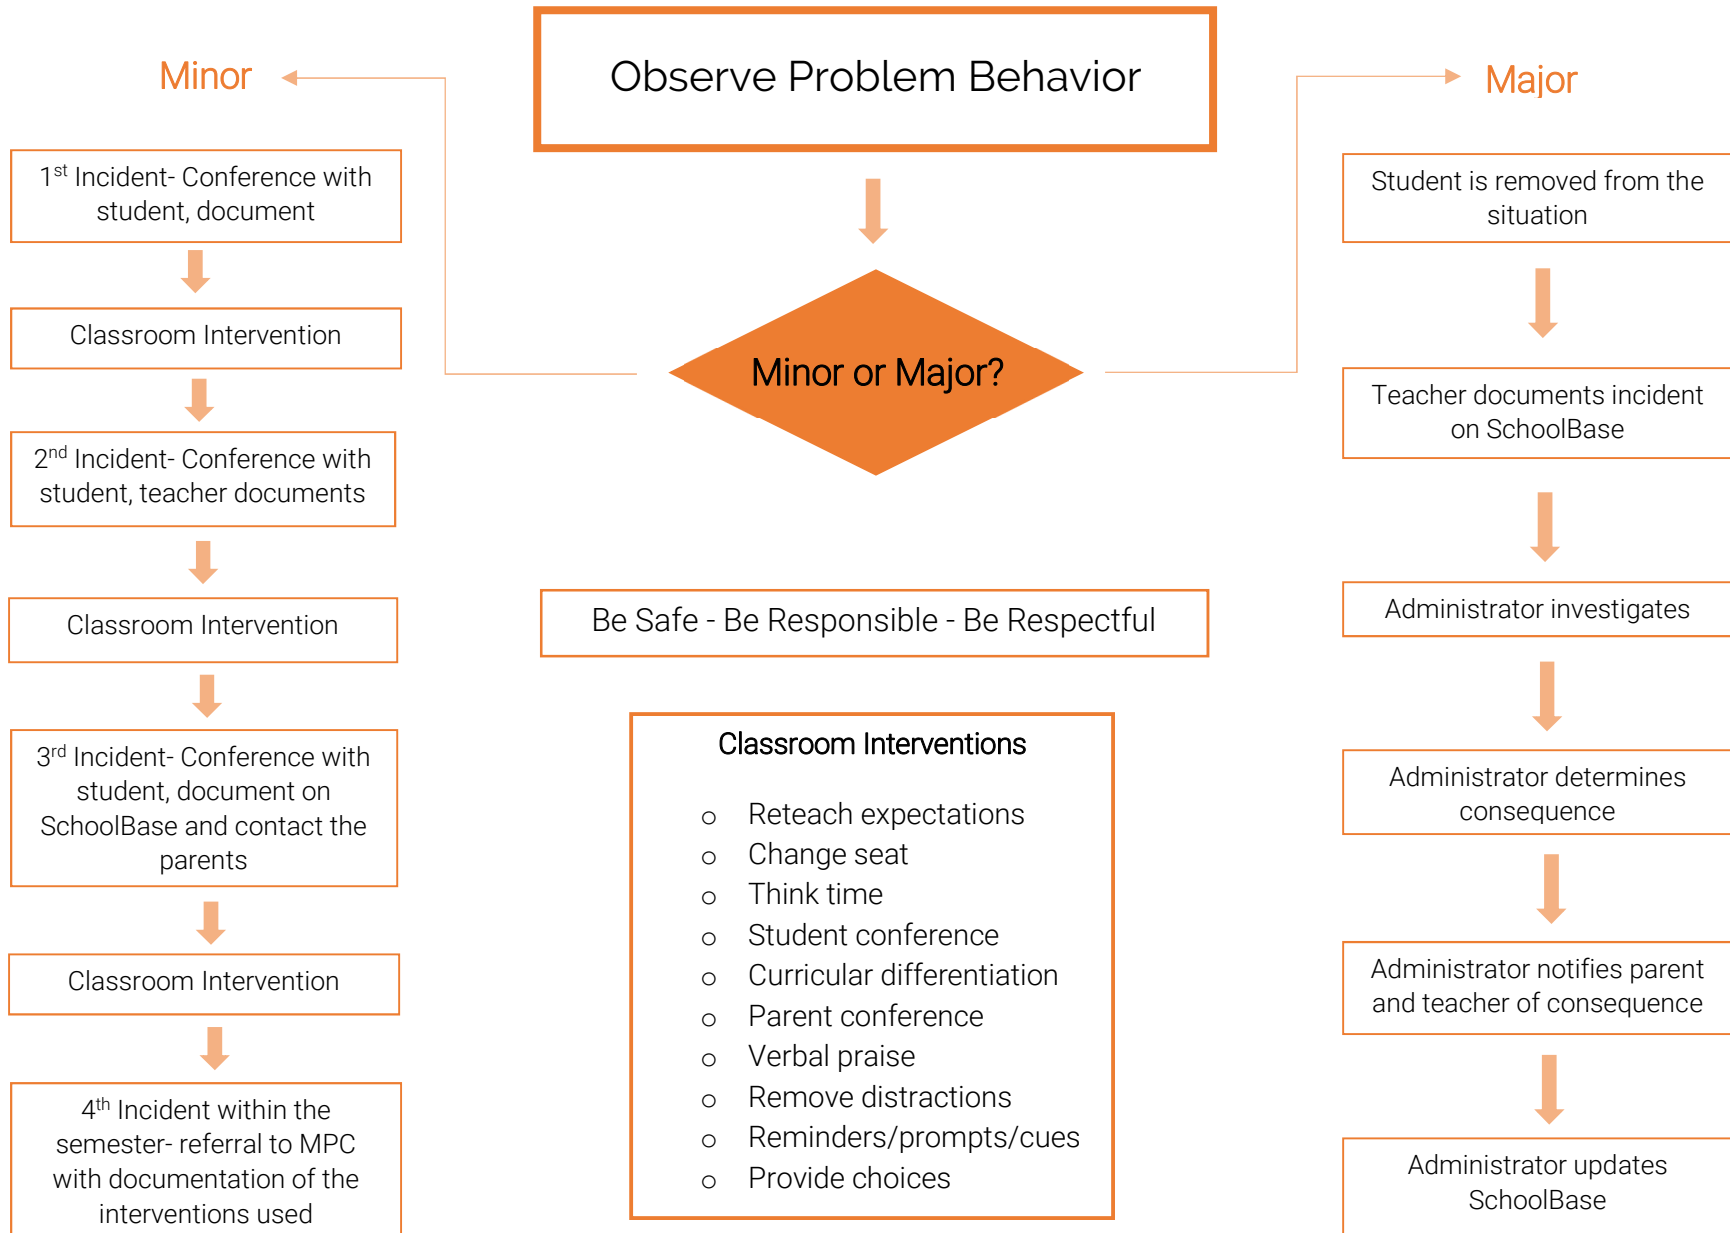 Observe Problem Behavior
Minor
Major
Minor or Major?
1st Incident- Conference with
student, document
Classroom Intervention
2nd Incident- Conference with
student, teacher documents
Classroom Intervention
3rd Incident- Conference with
student, document on
SchoolBase and contact the
parents
Classroom Intervention
4th Incident within the
semester- referral to MPC
with documentation of the
interventions used
Be Safe - Be Responsible - Be Respectful
Classroom Interventions
o Reteach expectations
o Change seat
o Think time
o Student conference
o Curricular differentiation
o Parent conference
o Verbal praise
o Remove distractions
o Reminders/prompts/cues
o Provide choices
Student is removed from the
situation
Teacher documents incident
on SchoolBase
Administrator investigates
Administrator determines
consequence
Administrator notifies parent
and teacher of consequence
Administrator updates
SchoolBase